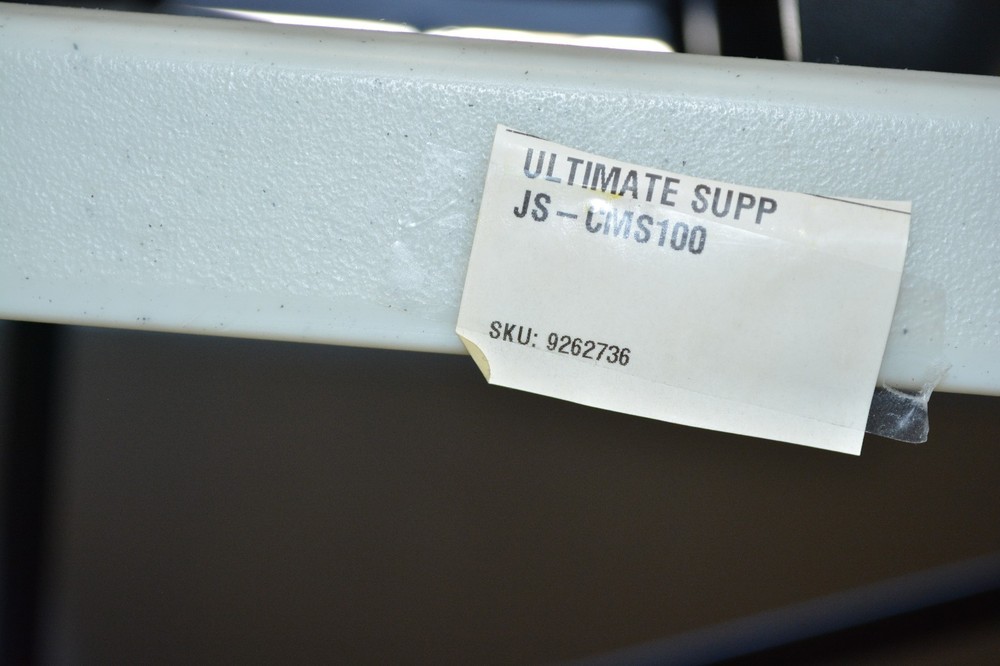 ULTIMATE SUPP
JS-CMS100
SKU: 9262736